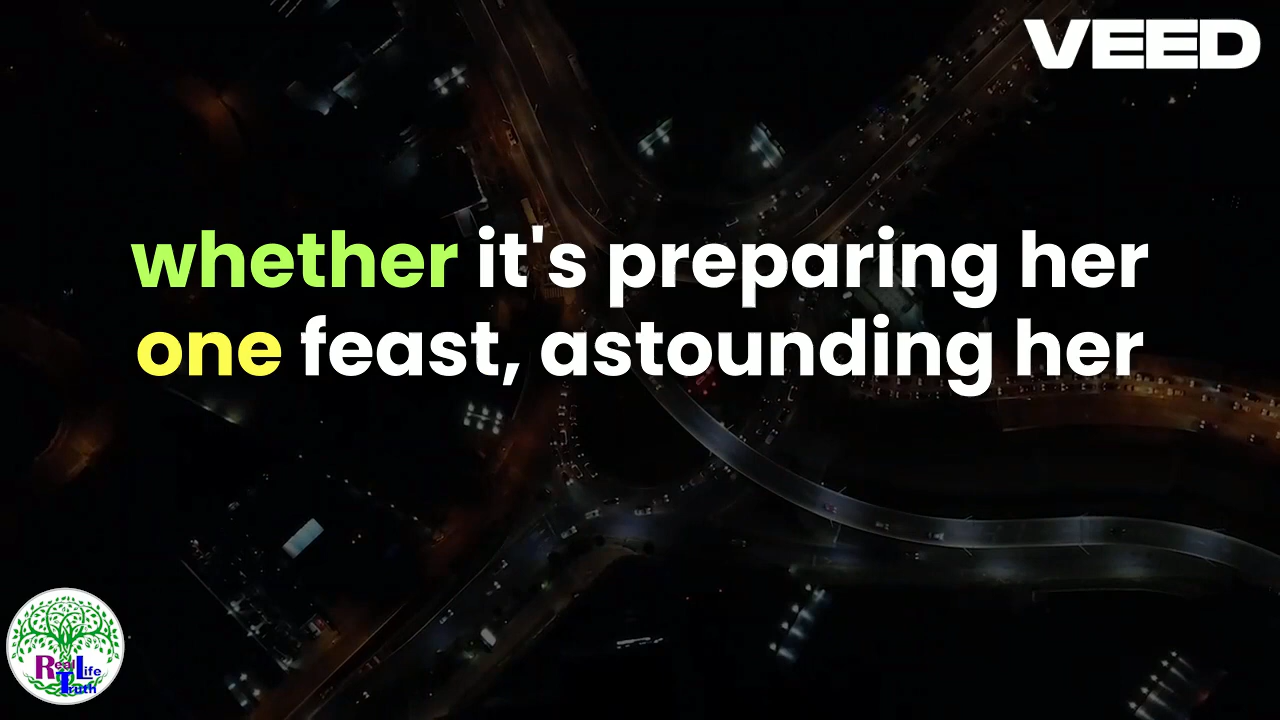 VEED
whether it's preparing her
one feast, astounding her
Real Life
Truth